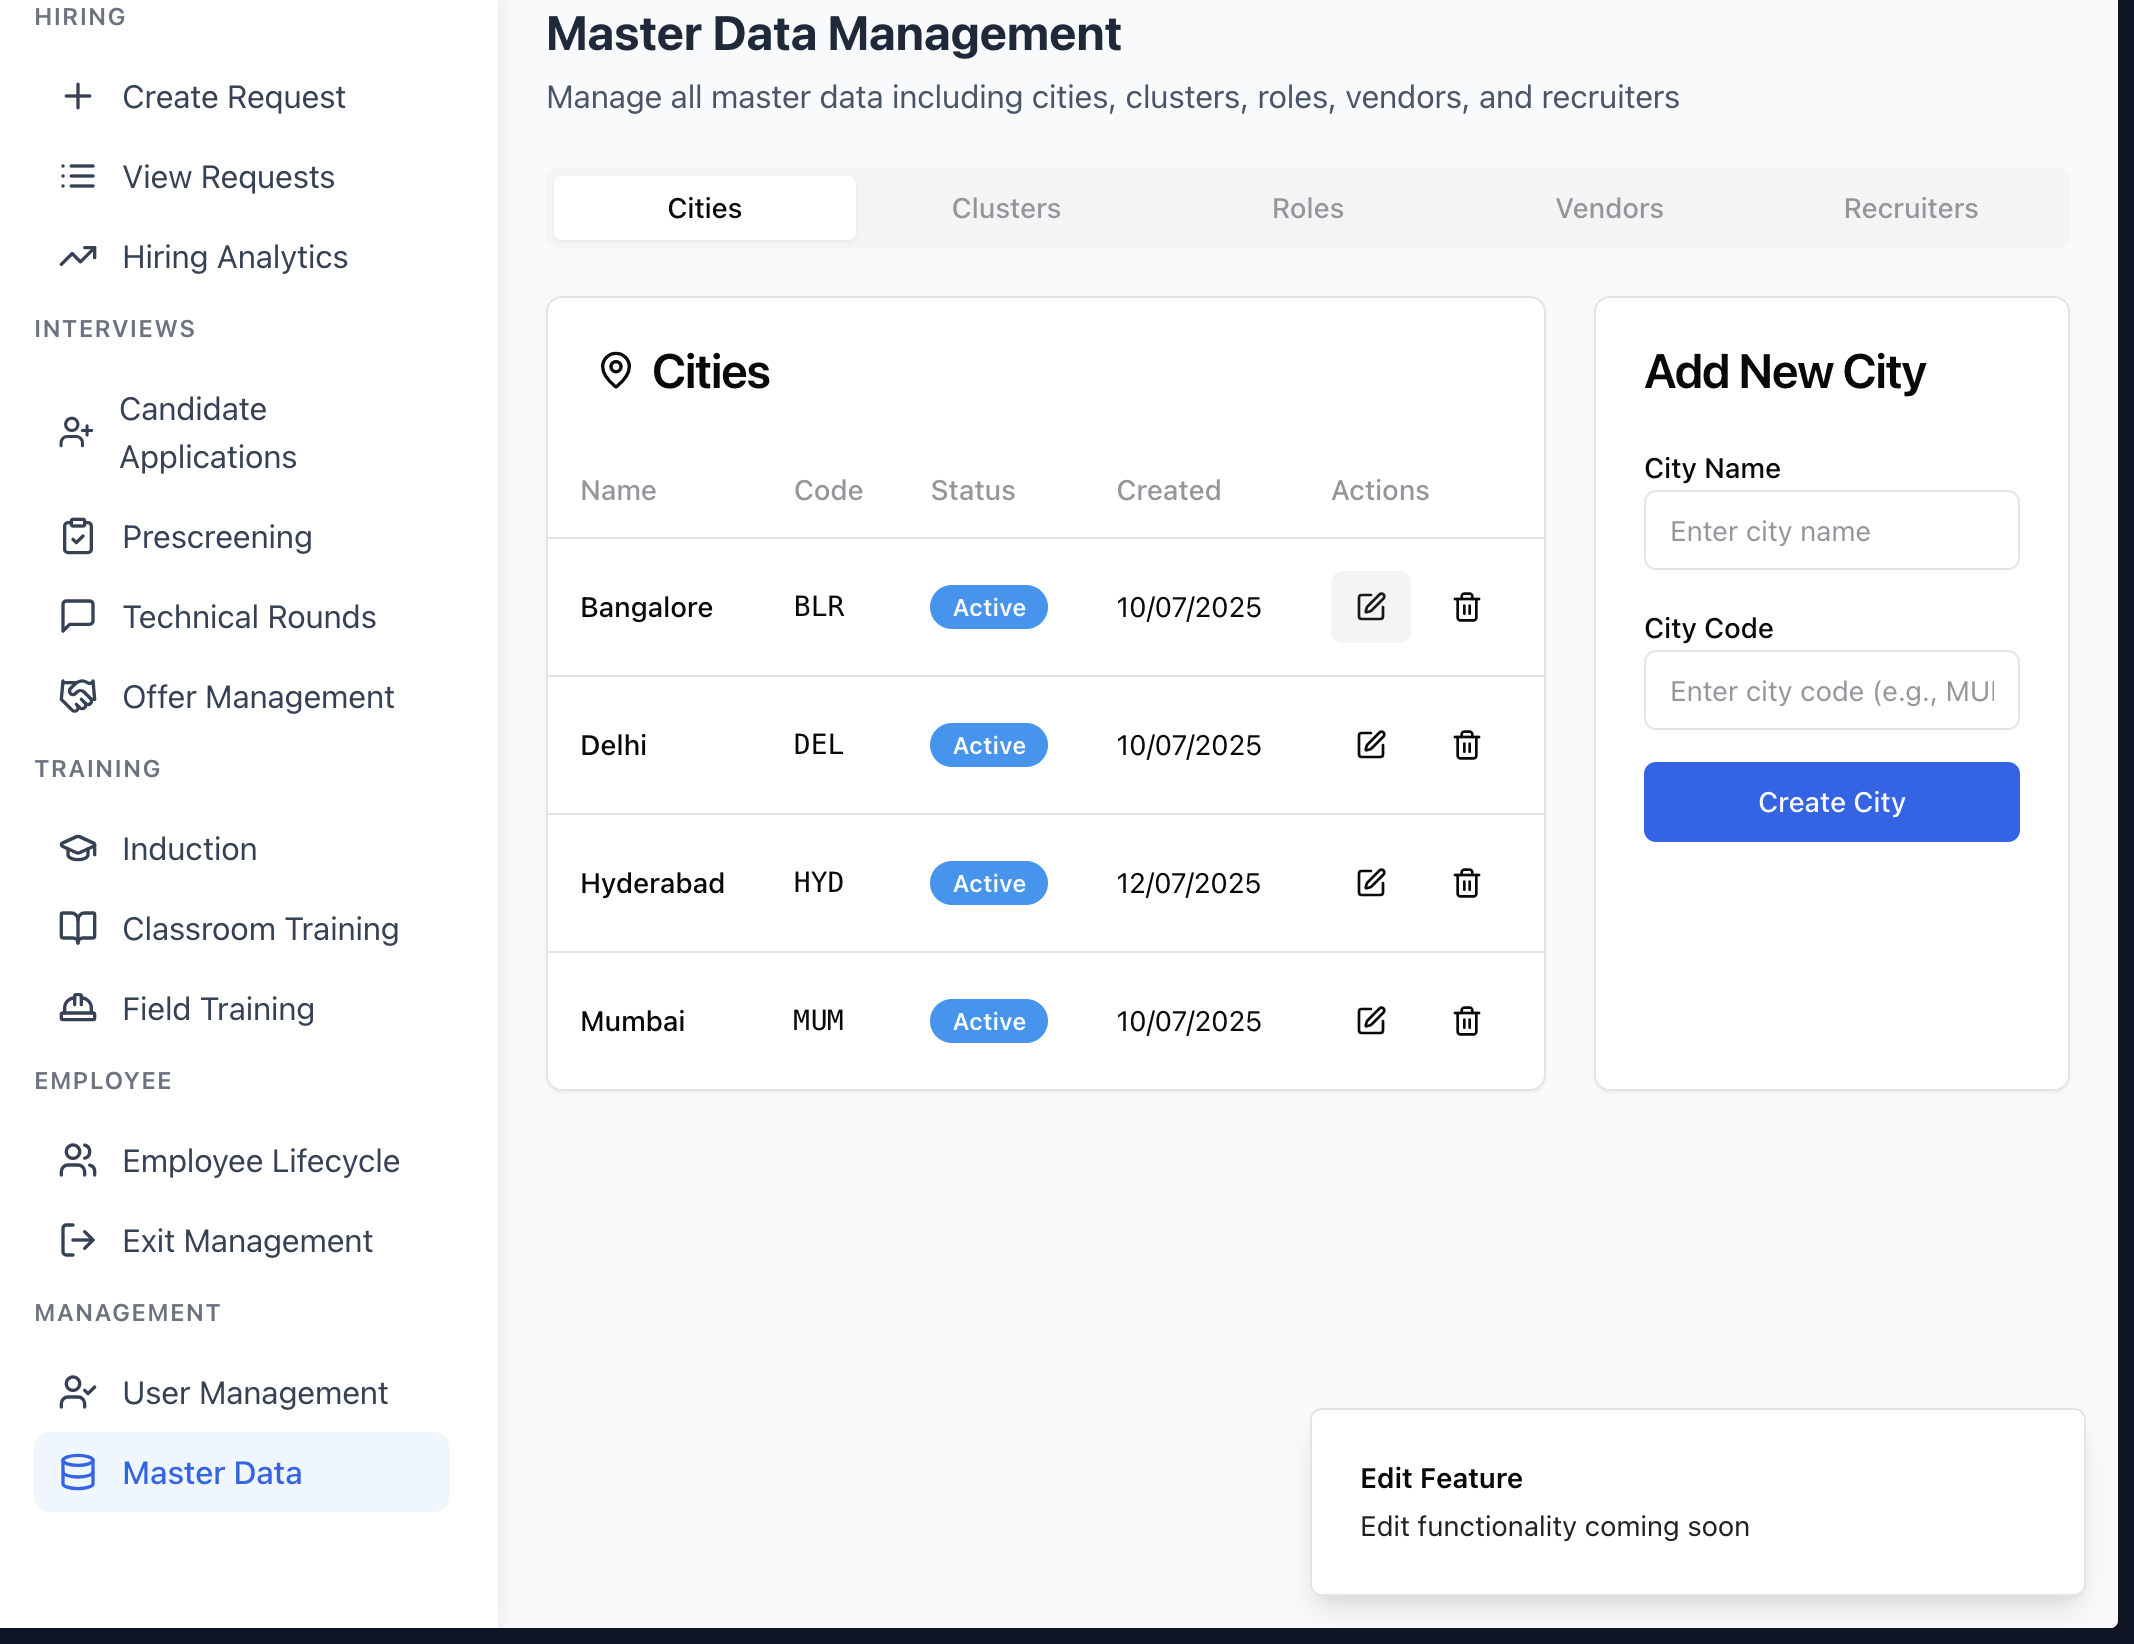 HIRING
Create Request
View Requests
Hiring Analytics
INTERVIEWS
Candidate
Applications
Prescreening
Technical Rounds
Offer Management
TRAINING
Induction
Classroom Training
Field Training
EMPLOYEE
Employee Lifecycle
Exit Management
MANAGEMENT
User Management
Master Data
Master Data Management
Manage all master data including cities, clusters, roles, vendors, and recruiters
Cities Clusters Roles Vendors Recruiters
Cities
Name Code Status Created Actions
Bangalore BLR Active 10/07/2025
Delhi DEL Active 10/07/2025
Hyderabad HYD Active 12/07/2025
Mumbai MUM Active 10/07/2025
Add New City
City Name
Enter city name
City Code
Enter city code (e.g., MUI
Create City
Edit Feature
Edit functionality coming soon